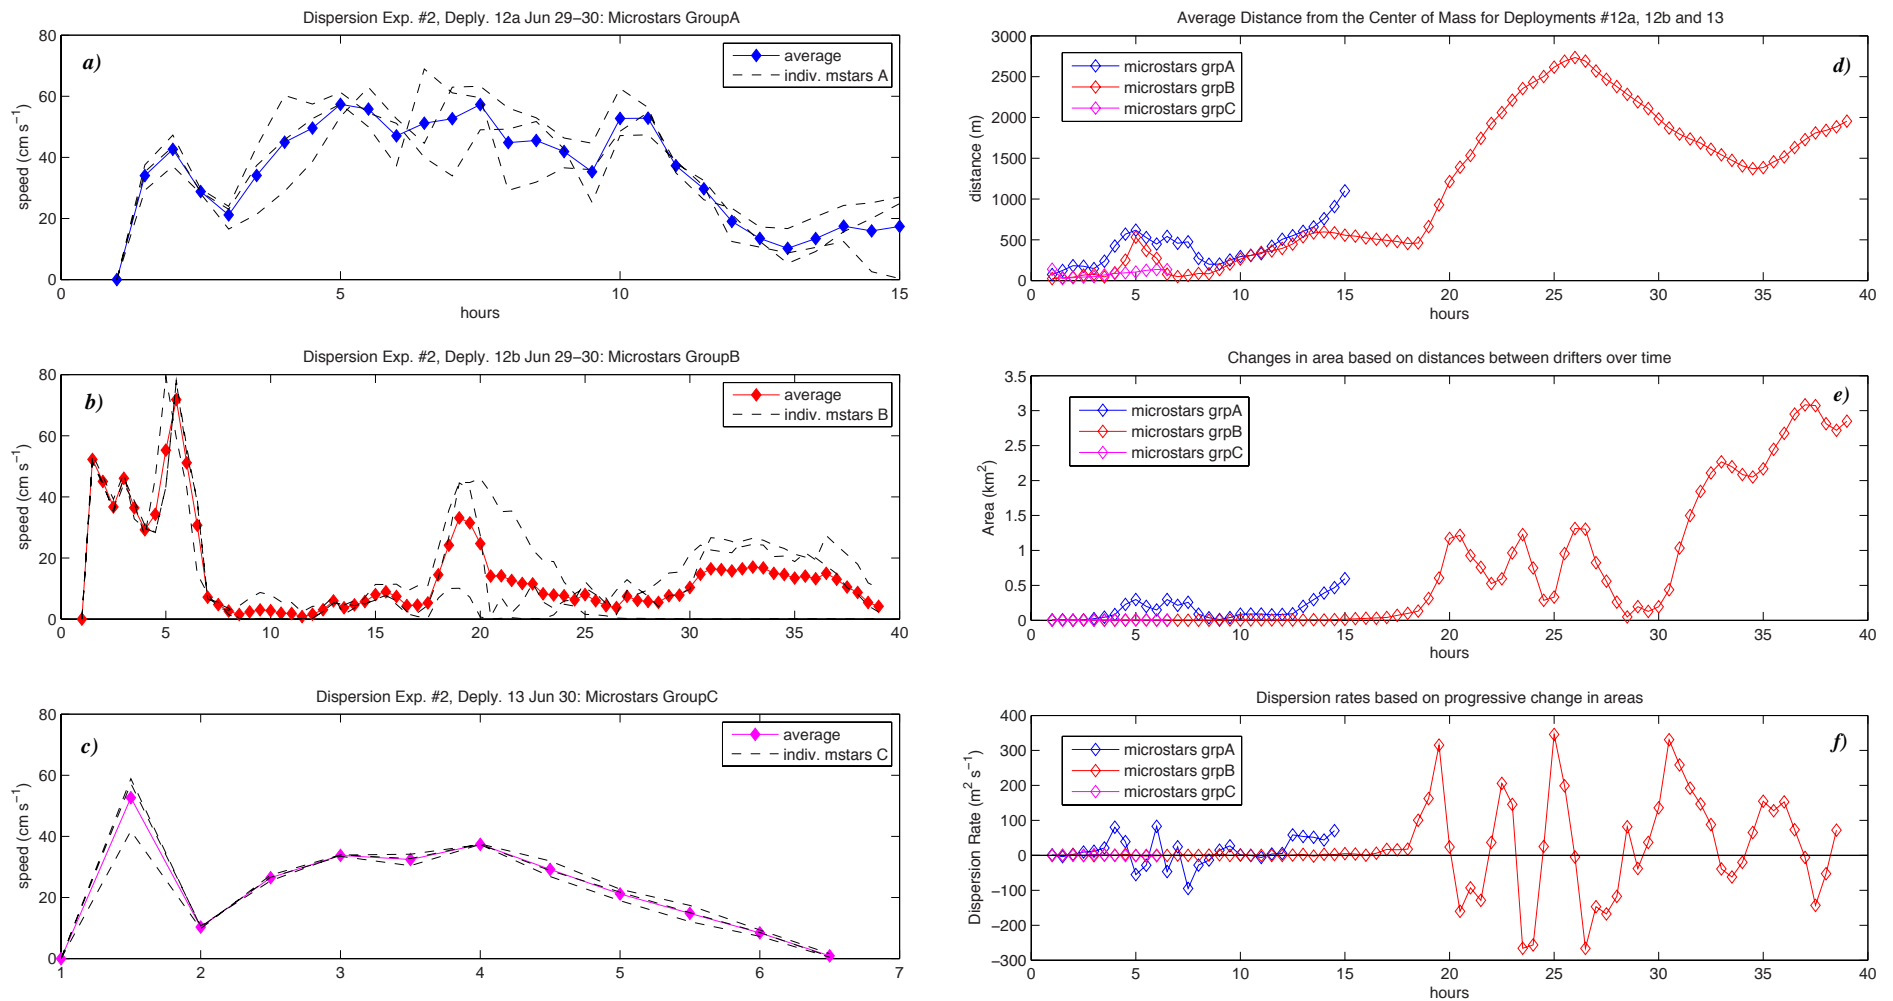 Dispersion Exp. #2, Deply. 12a Jun 29−30: Microstars GroupA
a)
average
indiv. mstars A
speed (cm s⁻¹)
80
60
40
20
0
0 5 10 15
hours
Dispersion Exp. #2, Deply. 12b Jun 29−30: Microstars GroupB
b)
average
indiv. mstars B
speed (cm s⁻¹)
80
60
40
20
0
0 5 10 15 20 25 30 35 40
Dispersion Exp. #2, Deply. 13 Jun 30: Microstars GroupC
c)
average
indiv. mstars C
speed (cm s⁻¹)
80
60
40
20
0
1 2 3 4 5 6 7
Average Distance from the Center of Mass for Deployments #12a, 12b and 13
d)
microstars grpA
microstars grpB
microstars grpC
distance (m)
3000
2500
2000
1500
1000
500
0
0 5 10 15 20 25 30 35 40
hours
Changes in area based on distances between drifters over time
e)
microstars grpA
microstars grpB
microstars grpC
Area (km²)
3.5
3
2.5
2
1.5
1
0.5
0
0 5 10 15 20 25 30 35 40
hours
Dispersion rates based on progressive change in areas
f)
microstars grpA
microstars grpB
microstars grpC
Dispersion Rate (m² s⁻¹)
400
300
200
100
0
−100
−200
−300
0 5 10 15 20 25 30 35 40
hours